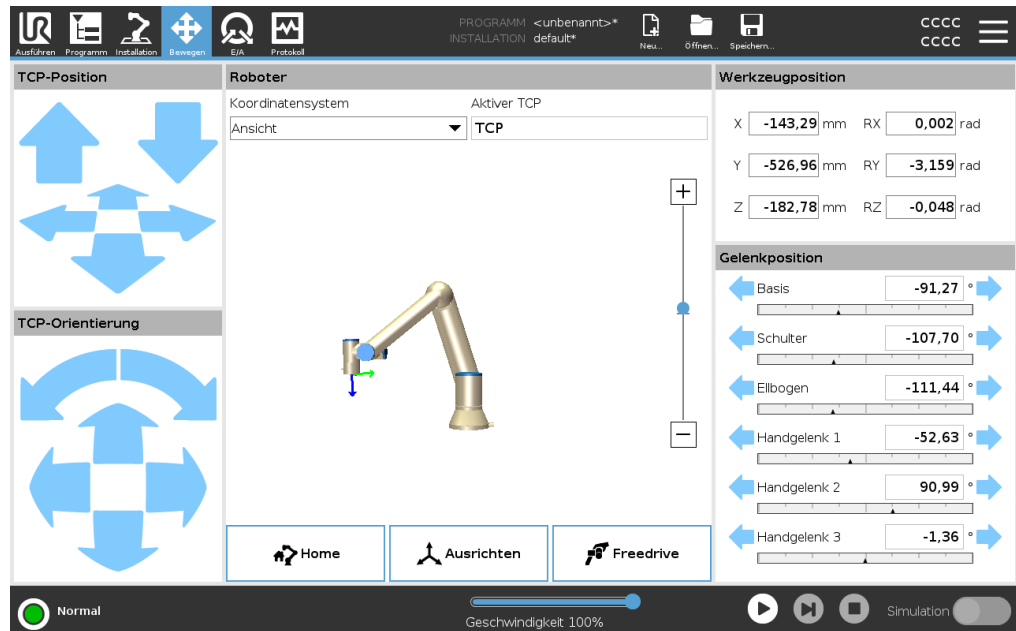 PROGRAMM <unbenannt>*
INSTALLATION default*
Ausführen Programm Installation Bewegen E/A Protokoll
Neu... Öffnen... Speichern...
CCCC
CCCC
TCP-Position
Roboter
Werkzeugposition
Koordinatensystem
Aktiver TCP
Ansicht
TCP
X -143,29 mm RX 0,002 rad
Y -526,96 mm RY -3,159 rad
Z -182,78 mm RZ -0,048 rad
TCP-Orientierung
Gelenkposition
Basis -91,27 °
Schulter -107,70 °
Ellbogen -111,44 °
Handgelenk 1 -52,63 °
Handgelenk 2 90,99 °
Handgelenk 3 -1,36 °
Home
Ausrichten
Freedrive
Normal
Geschwindigkeit 100%
Simulation